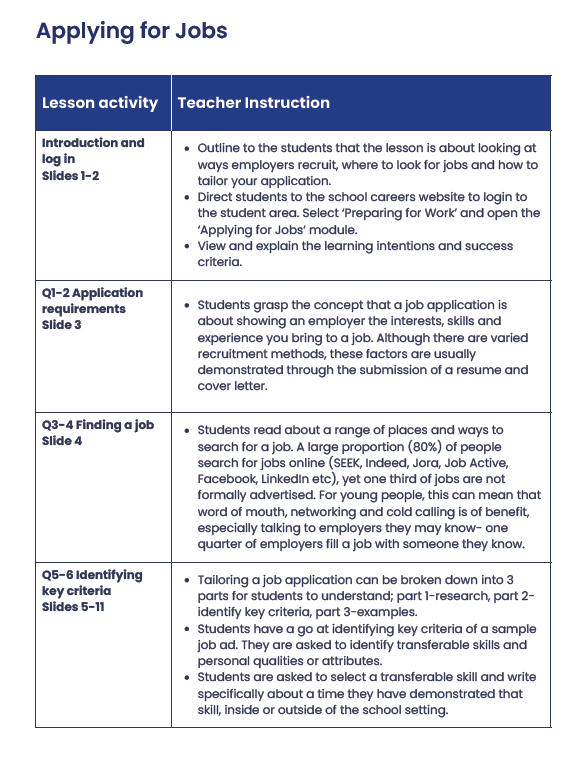 Applying for Jobs
Lesson activity
Teacher Instruction
Introduction and
log in
Slides 1-2
• Outline to the students that the lesson is about looking at
ways employers recruit, where to look for jobs and how to
tailor your application.
• Direct students to the school careers website to login to
the student area. Select ‘Preparing for Work’ and open the
‘Applying for Jobs’ module.
• View and explain the learning intentions and success
criteria.
Q1-2 Application
requirements
Slide 3
• Students grasp the concept that a job application is
about showing an employer the interests, skills and
experience you bring to a job. Although there are varied
recruitment methods, these factors are usually
demonstrated through the submission of a resume and
cover letter.
Q3-4 Finding a job
Slide 4
• Students read about a range of places and ways to
search for a job. A large proportion (80%) of people
search for jobs online (SEEK, Indeed, Jora, Job Active,
Facebook, LinkedIn etc), yet one third of jobs are not
formally advertised. For young people, this can mean that
word of mouth, networking and cold calling is of benefit,
especially talking to employers they may know- one
quarter of employers fill a job with someone they know.
Q5-6 Identifying
key criteria
Slides 5-11
• Tailoring a job application can be broken down into 3
parts for students to understand; part 1-research, part 2-
identify key criteria, part 3-examples.
• Students have a go at identifying key criteria of a sample
job ad. They are asked to identify transferable skills and
personal qualities or attributes.
• Students are asked to select a transferable skill and write
specifically about a time they have demonstrated that
skill, inside or outside of the school setting.